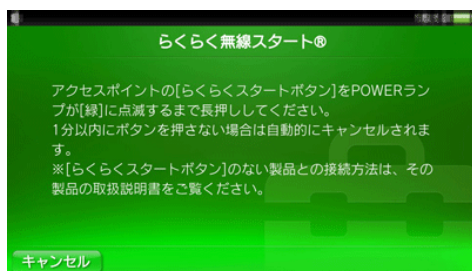 らくらく無線スタート®
アクセスポイントの[らくらくスタートボタン]をPOWERラン
プが[緑]に点滅するまで長押ししてください。
1分以内にボタンを押さない場合は自動的にキャンセルされま
す。
※[らくらくスタートボタン]のない製品との接続方法は、その
製品の取扱説明書をご覧ください。
キャンセル